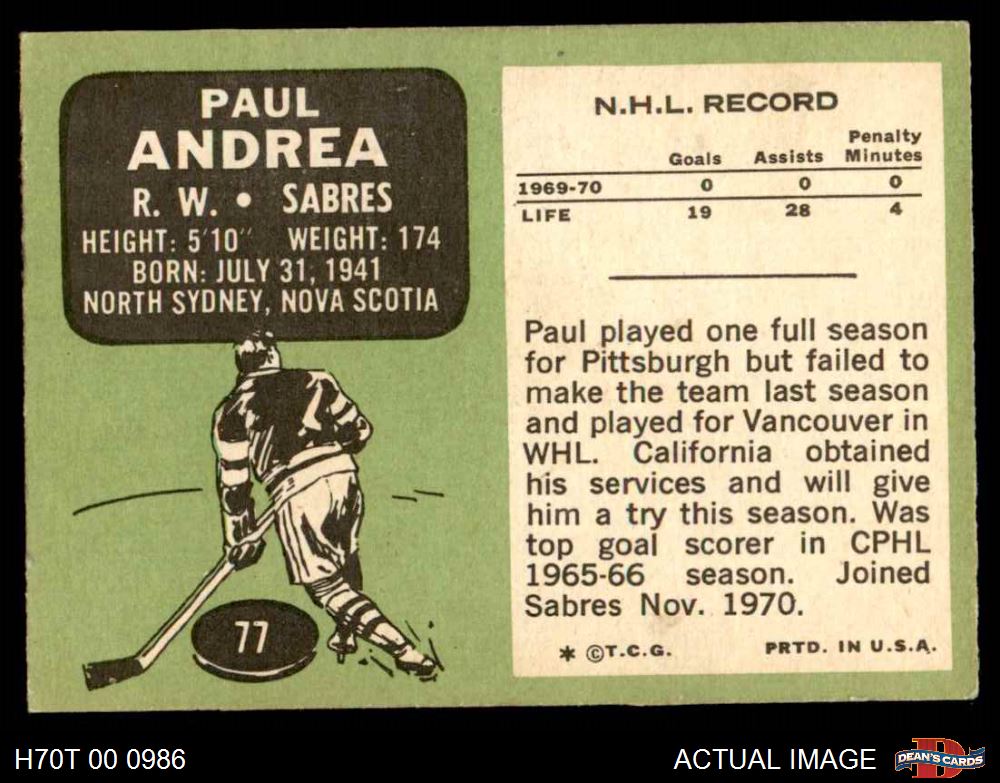 PAUL
ANDREA
R. W. • SABRES
HEIGHT: 5'10" WEIGHT: 174
BORN: JULY 31, 1941
NORTH SYDNEY, NOVA SCOTIA
77
N.H.L. RECORD
Goals Assists Penalty Minutes
1969-70 0 0 0
LIFE 19 28 4
Paul played one full season
for Pittsburgh but failed to
make the team last season
and played for Vancouver in
WHL. California obtained
his services and will give
him a try this season. Was
top goal scorer in CPHL
1965-66 season. Joined
Sabres Nov. 1970.
* ©T.C.G. PRTD. IN U.S.A.
H70T 00 0986
ACTUAL IMAGE
D
DEAN'S CARDS